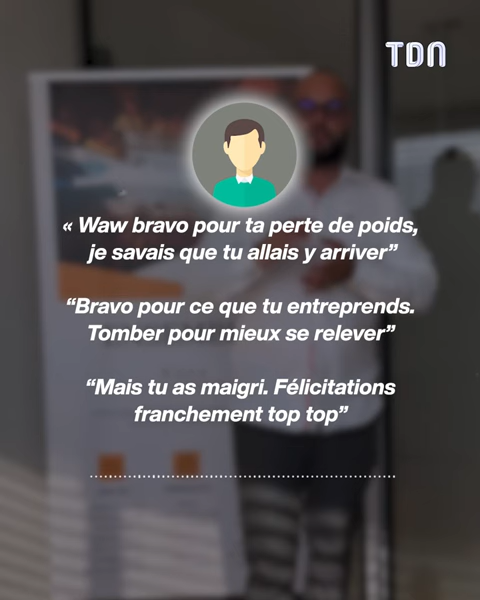 TDN
« Waw bravo pour ta perte de poids,
je savais que tu allais y arriver”
“Bravo pour ce que tu entreprends.
Tomber pour mieux se relever”
“Mais tu as maigri. Félicitations
franchement top top”